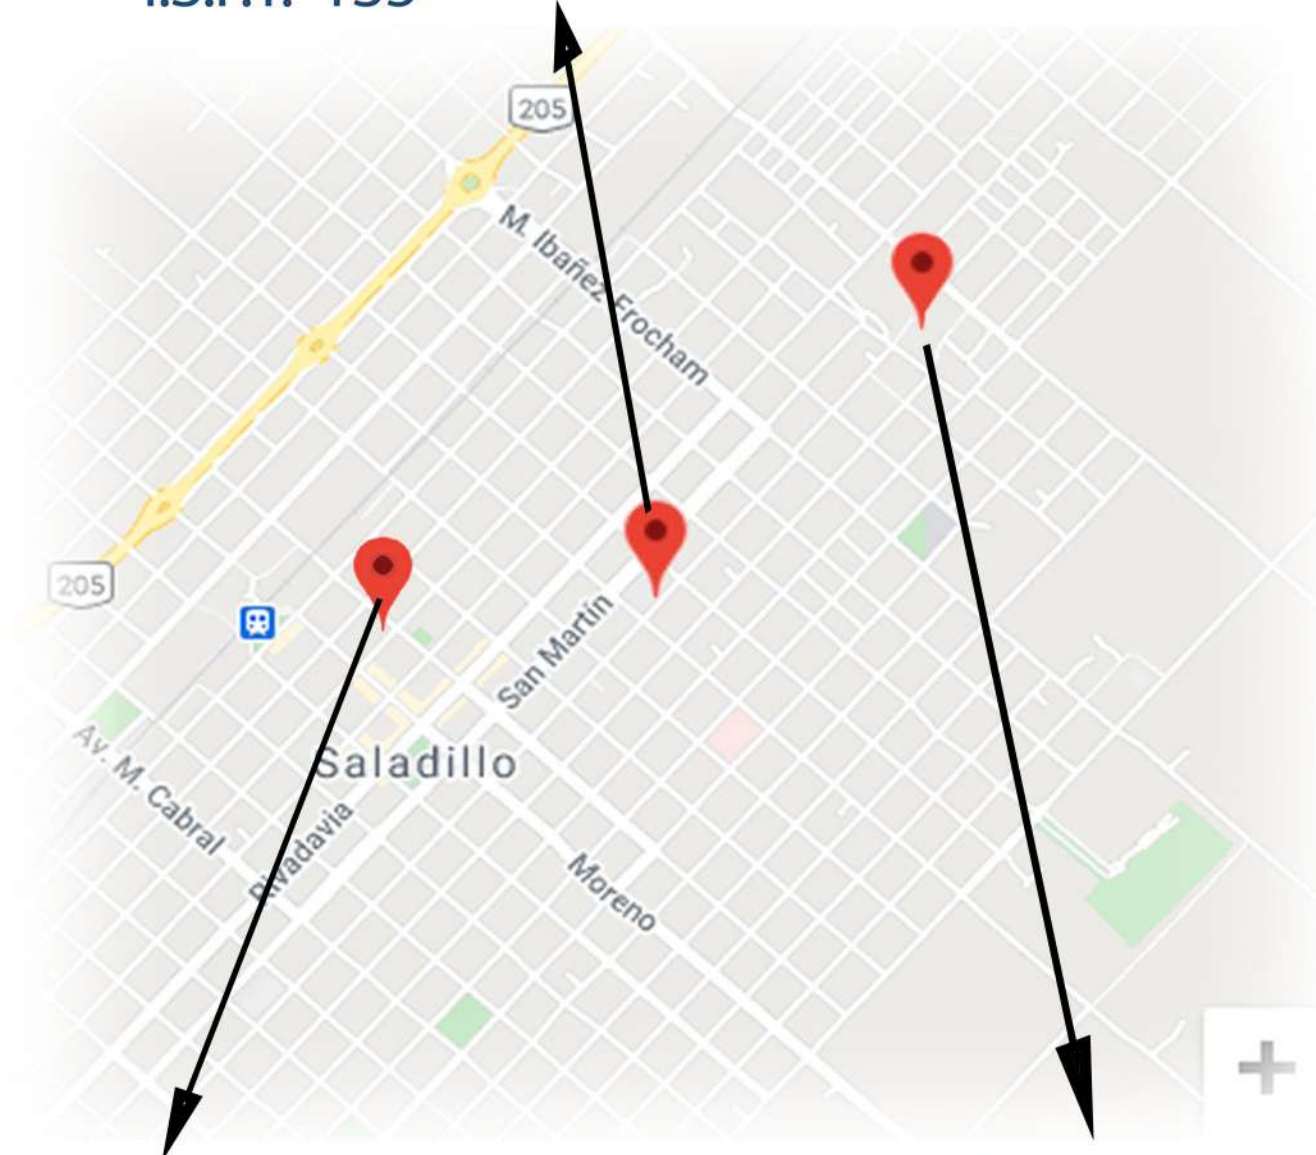 205
M. Ibañez Frocham
205
San Martín
Saladillo
Av. M. Cabral
Rivadavia
Moreno